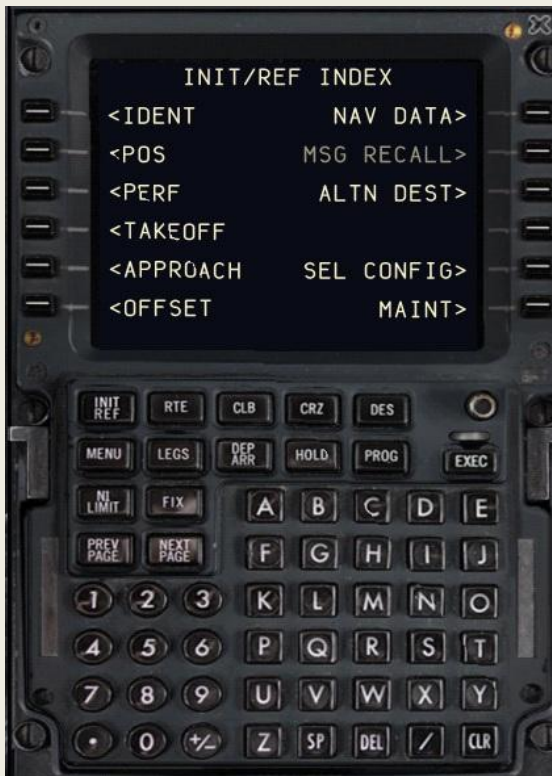 INIT/REF INDEX
<IDENT NAV DATA>
<POS MSG RECALL>
<PERF ALTN DEST>
<TAKEOFF
<APPROACH SEL CONFIG>
<OFFSET MAINT>
INIT REF RTE CLB CRZ DES
MENU LEGS DEP ARR HOLD PROG EXEC
N1 LIMIT FIX A B C D E
PREV PAGE NEXT PAGE F G H I J
1 2 3 K L M N O
4 5 6 P Q R S T
7 8 9 U V W X Y
. 0 +/- Z SP DEL / CLR